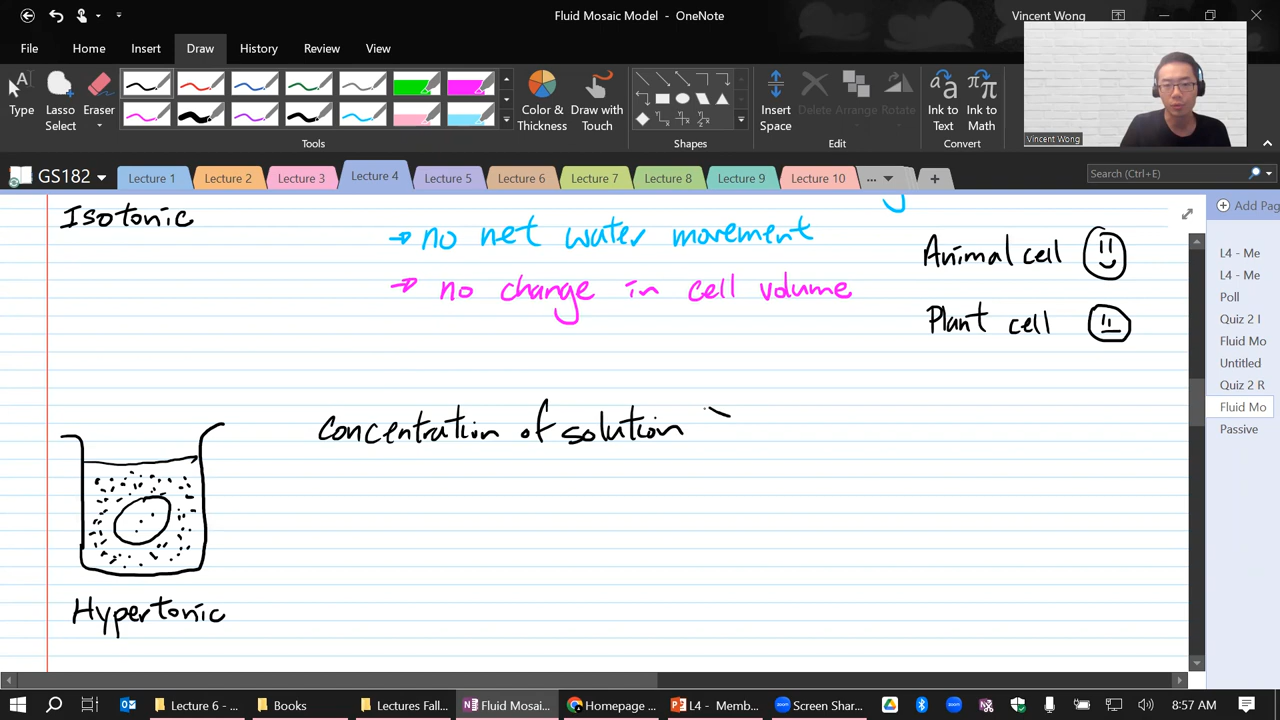 Fluid Mosaic Model - OneNote
Vincent Wong
File Home Insert Draw History Review View
Type
Lasso Select
Eraser
Color & Thickness
Draw with Touch
Insert Space
Delete Arrange Rotate
Ink to Text
Ink to Math
Tools
Shapes
Edit
Convert
Vincent Wong
GS182
Lecture 1 Lecture 2 Lecture 3 Lecture 4 Lecture 5 Lecture 6 Lecture 7 Lecture 8 Lecture 9 Lecture 10 ...
Search (Ctrl+E)
Add Pag
L4 - Me
L4 - Me
Poll
Quiz 2 I
Fluid Mo
Untitled
Quiz 2 R
Fluid Mo
Passive
Isotonic
→ no net water movement
→ no change in cell volume
Animal cell
Plant cell
concentration of solution
Hypertonic
Lecture 6 - ...
Books
Lectures Fall...
Fluid Mosaic...
Homepage ...
L4 - Memb...
Screen Shar...
8:57 AM